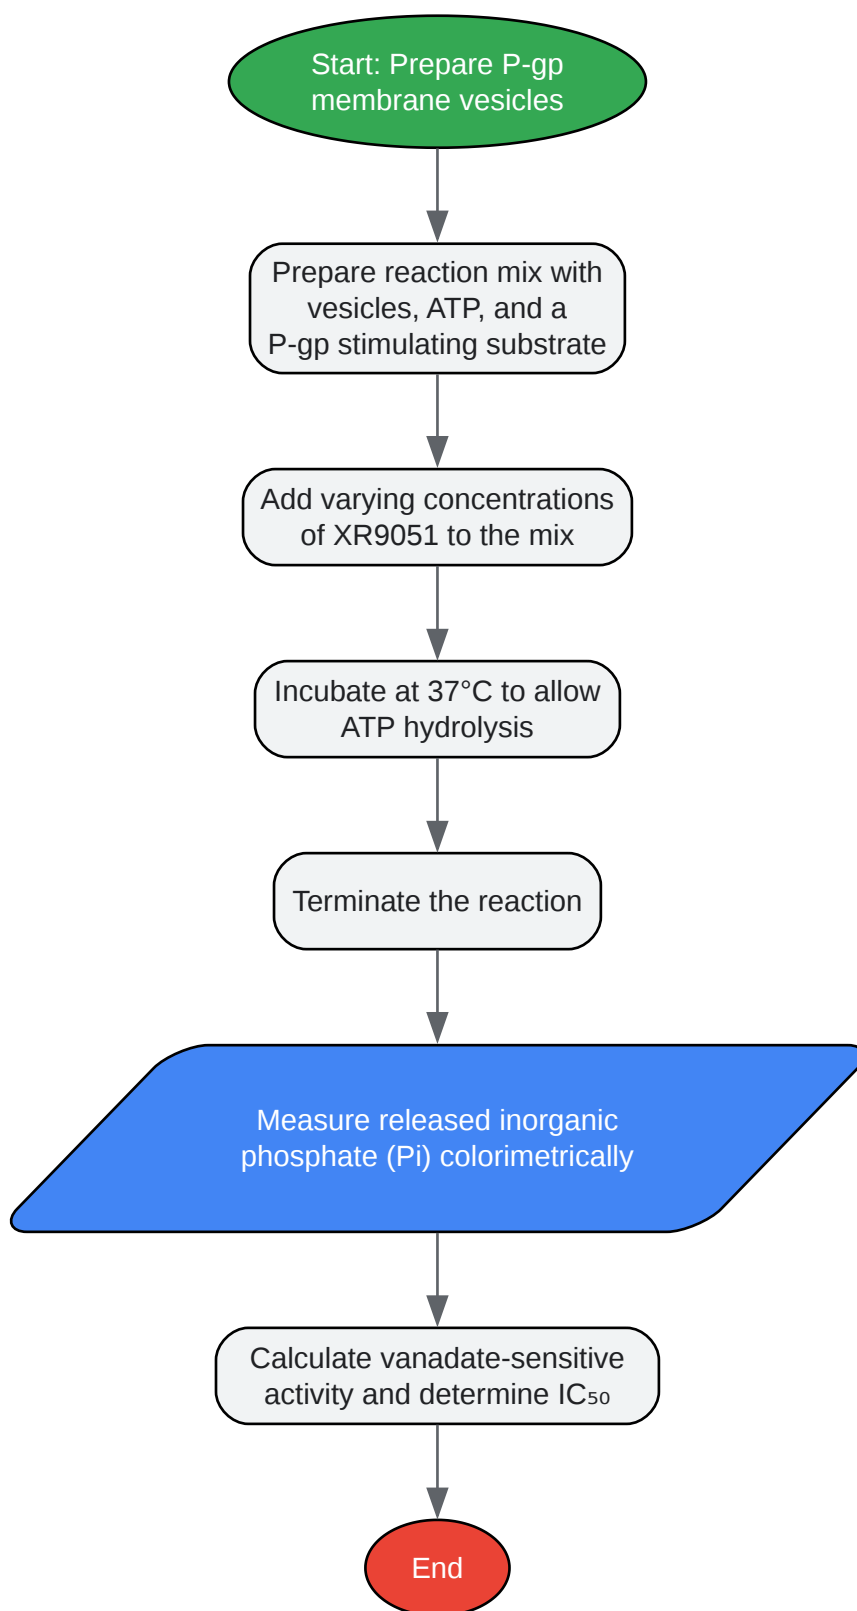 Start: Prepare P-gp
membrane vesicles
Prepare reaction mix with
vesicles, ATP, and a
P-gp stimulating substrate
Add varying concentrations
of XR9051 to the mix
Incubate at 37°C to allow
ATP hydrolysis
Terminate the reaction
Measure released inorganic
phosphate (Pi) colorimetrically
Calculate vanadate-sensitive
activity and determine IC₅₀
End